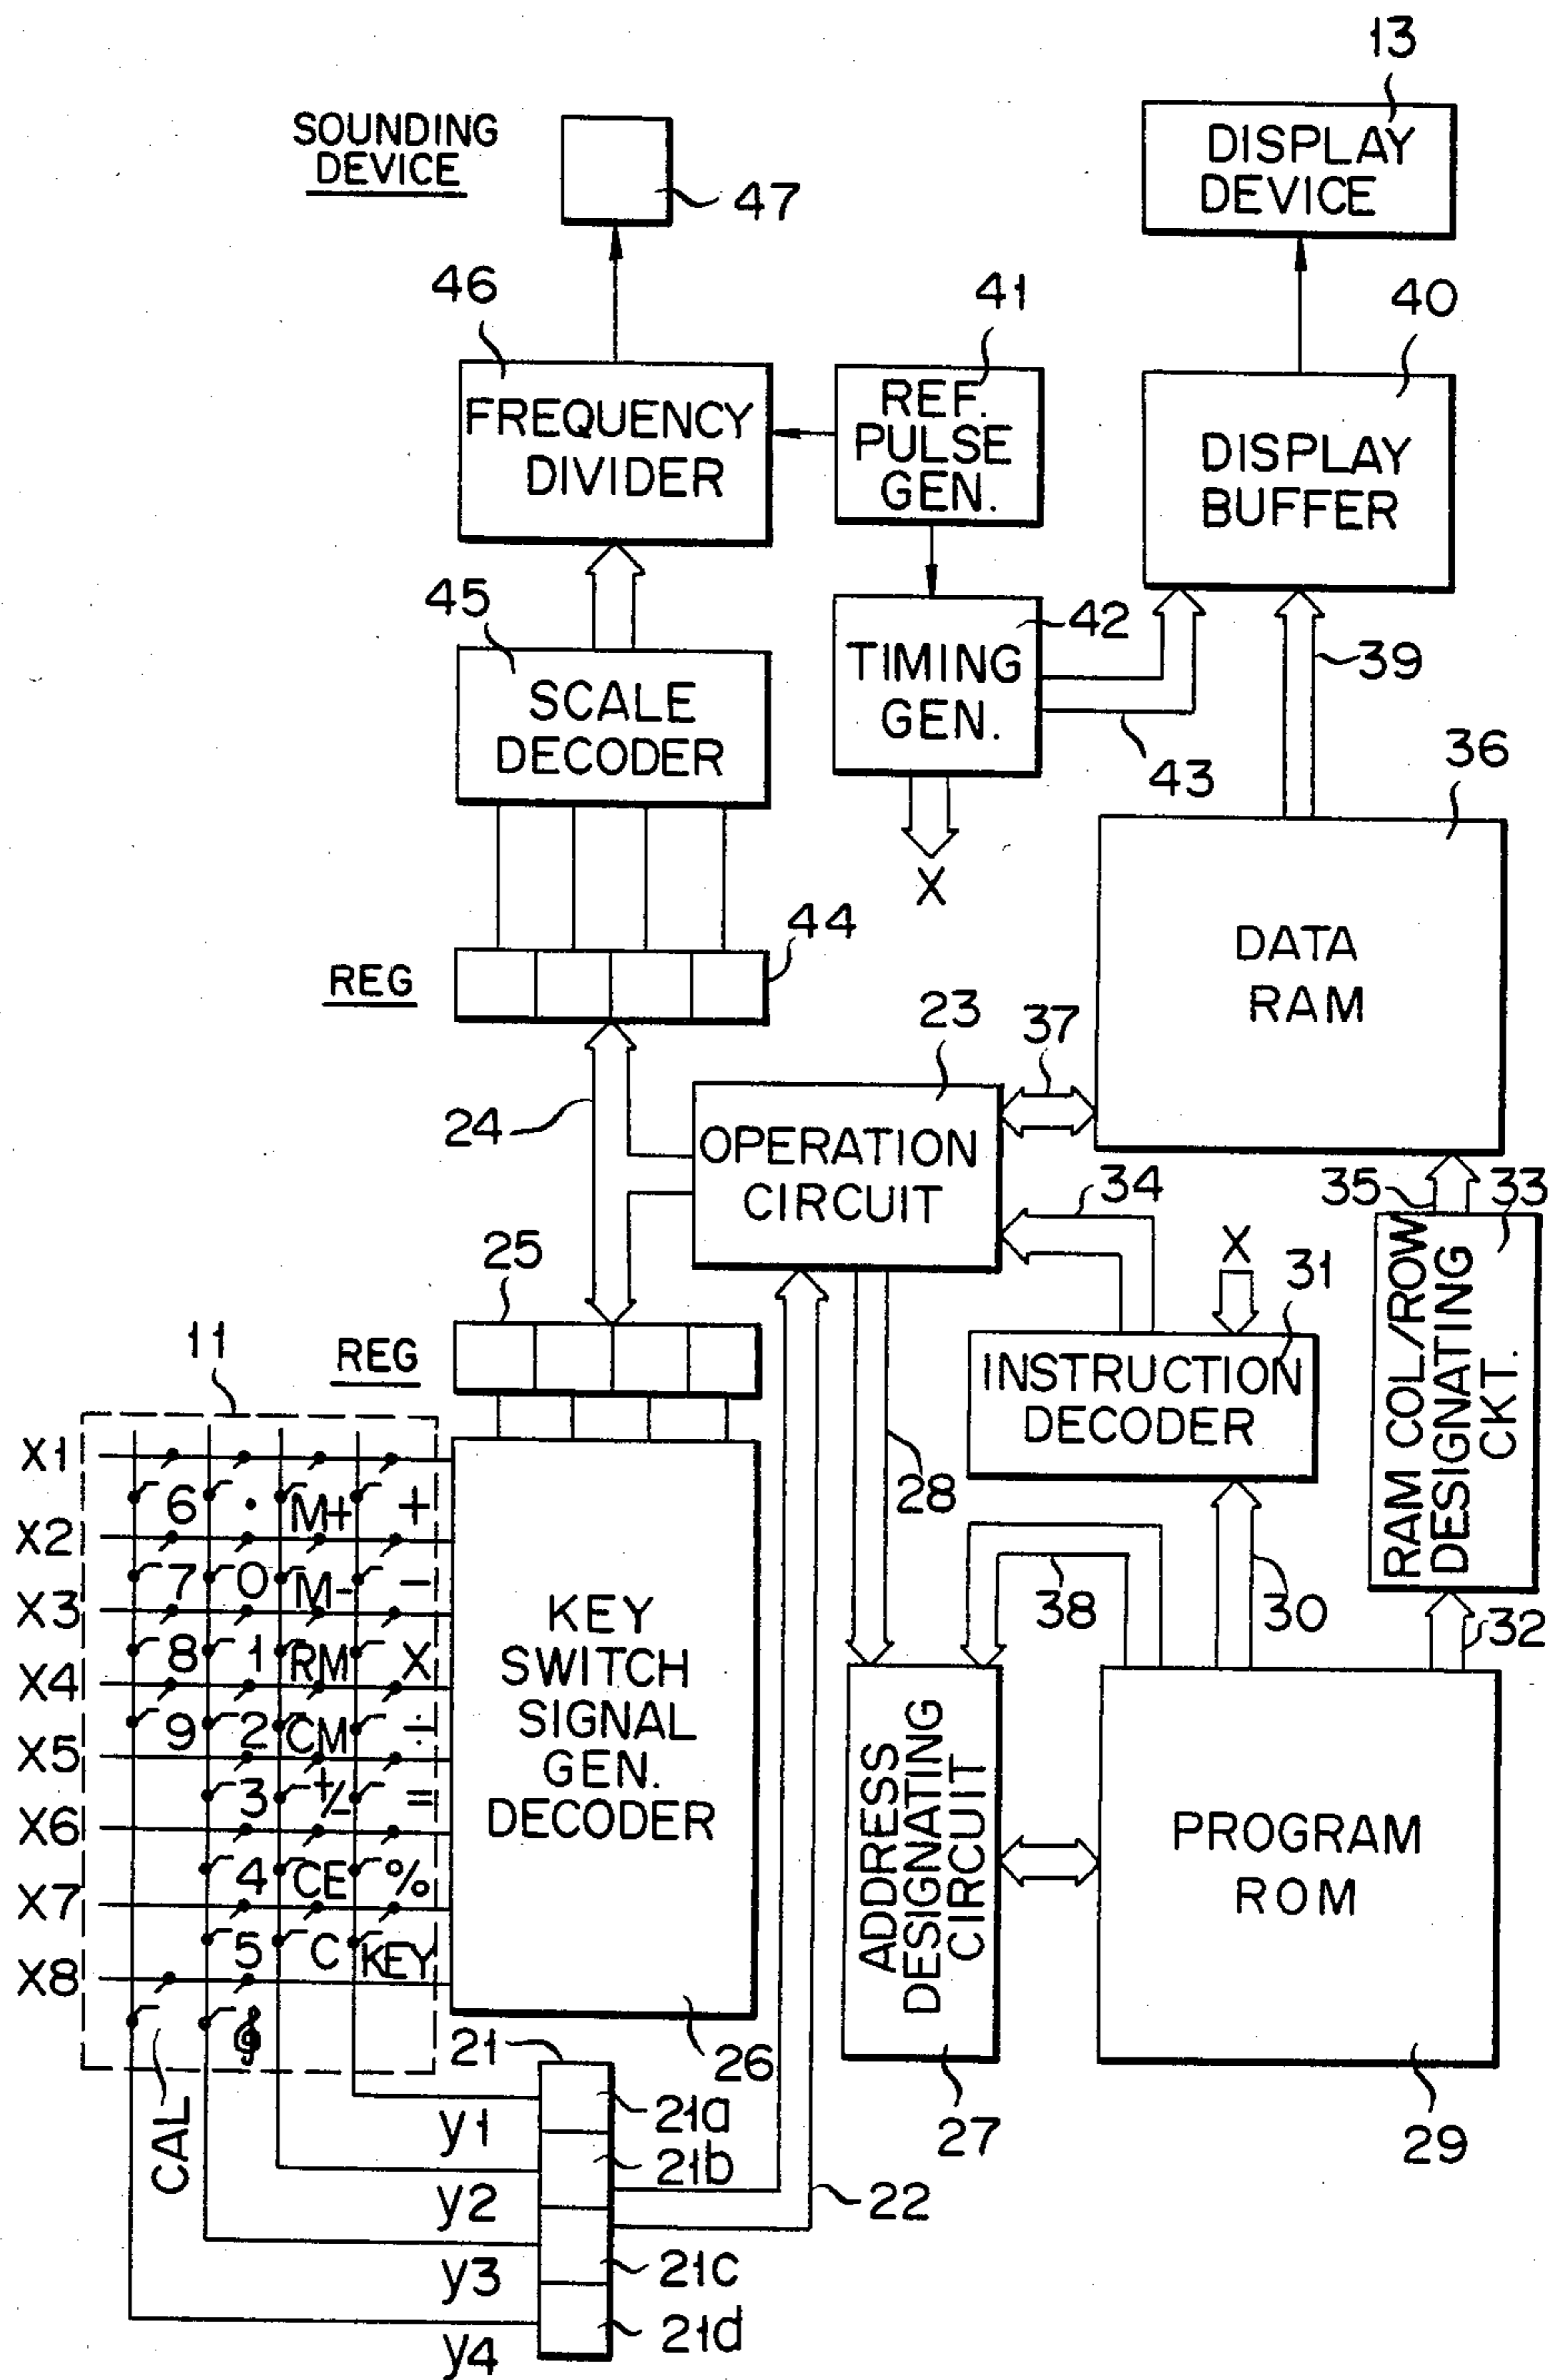 13
SOUNDING
DEVICE
47
DISPLAY
DEVICE
46
41
40
FREQUENCY
DIVIDER
REF.
PULSE
GEN.
DISPLAY
BUFFER
45
42
39
SCALE
DECODER
TIMING
GEN.
43
36
X
44
REG
DATA
RAM
23
37
24
OPERATION
CIRCUIT
34
35
33
25
X
31
REG
11
INSTRUCTION
DECODER
RAM COL/ROW
DESIGNATING
CKT.
28
X1
6 . M+ +
X2
7 0 M- -
X3
8 1 RM X
X4
9 2 CM ÷
X5
3 +/- =
X6
4 CE %
X7
5 C KEY
X8
𝄞
CAL
KEY
SWITCH
SIGNAL
GEN.
DECODER
38
30
32
ADDRESS
DESIGNATING
CIRCUIT
PROGRAM
ROM
21
26
27
29
21a
y1
21b
y2
22
21c
y3
21d
y4